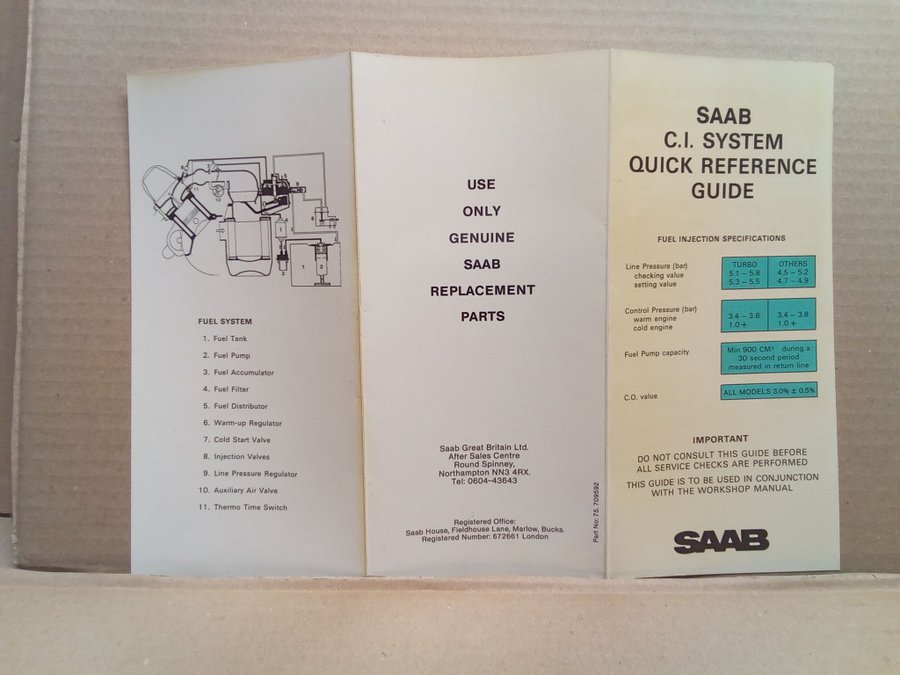 FUEL SYSTEM
1. Fuel Tank
2. Fuel Pump
3. Fuel Accumulator
4. Fuel Filter
5. Fuel Distributor
6. Warm-up Regulator
7. Cold Start Valve
8. Injection Valves
9. Line Pressure Regulator
10. Auxiliary Air Valve
11. Thermo Time Switch
USE
ONLY
GENUINE
SAAB
REPLACEMENT
PARTS
Saab Great Britain Ltd.
After Sales Centre
Round Spinney,
Northampton NN3 4RX.
Tel: 0604-43643
Registered Office:
Saab House, Fieldhouse Lane, Marlow, Bucks.
Registered Number: 672661 London
Part No: 75. 709592
SAAB
C.I. SYSTEM
QUICK REFERENCE
GUIDE
FUEL INJECTION SPECIFICATIONS
Line Pressure (bar) TURBO OTHERS
checking value 5.1 – 5.8 4.5 – 5.2
setting value 5.3 – 5.5 4.7 – 4.9
Control Pressure (bar)
warm engine 3.4 – 3.8 3.4 – 3.8
cold engine 1.0 + 1.0 +
Fuel Pump capacity Min 900 CM³ during a
30 second period
measured in return line
C.O. value ALL MODELS 3.0% ± 0.5%
IMPORTANT
DO NOT CONSULT THIS GUIDE BEFORE
ALL SERVICE CHECKS ARE PERFORMED
THIS GUIDE IS TO BE USED IN CONJUNCTION
WITH THE WORKSHOP MANUAL
SAAB